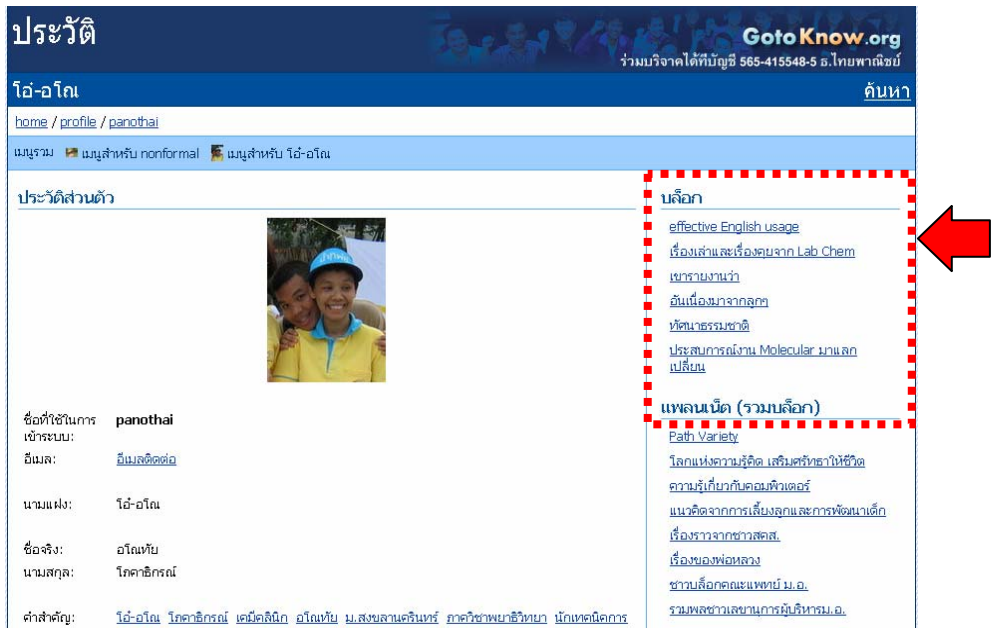 ประวัติ
GotoKnow.org
ร่วมบริจาคได้ที่บัญชี 565-415548-5 ธ.ไทยพาณิชย์
โอ๋-อโณ
ค้นหา
home / profile / panothai
เมนูรวม เมนูสำหรับ nonformal เมนูสำหรับ โอ๋-อโณ
ประวัติส่วนตัว
ชื่อที่ใช้ในการ
เข้าระบบ:
panothai
อีเมล: อีเมลติดต่อ
นามแฝง: โอ๋-อโณ
ชื่อจริง: อโณทัย
นามสกุล: โภคาธิกรณ์
คำสำคัญ: โอ๋-อโณ โภคาธิกรณ์ เคมีคลินิก อโณทัย ม.สงขลานครินทร์ ภาควิชาพยาธิวิทยา นักเทคนิคการ
บล็อก
effective English usage
เรื่องเล่าและเรื่องคุยจาก Lab Chem
เขารายงานว่า
อันเนื่องมาจากลูกๆ
ทัศนาธรรมชาติ
ประสบการณ์งาน Molecular มาแลก
เปลี่ยน
แพลนเน็ต (รวมบล็อก)
Path Variety
โลกแห่งความรู้คิด เสริมศรัทธาให้ชีวิต
ความรู้เกี่ยวกับคอมพิวเตอร์
แนวคิดจากการเลี้ยงลูกและการพัฒนาเด็ก
เรื่องราวจากชาวสคส.
เรื่องของพ่อหลวง
ชาวบล็อกคณะแพทย์ ม.อ.
รวมพลชาวเลขานุการผู้บริหารม.อ.